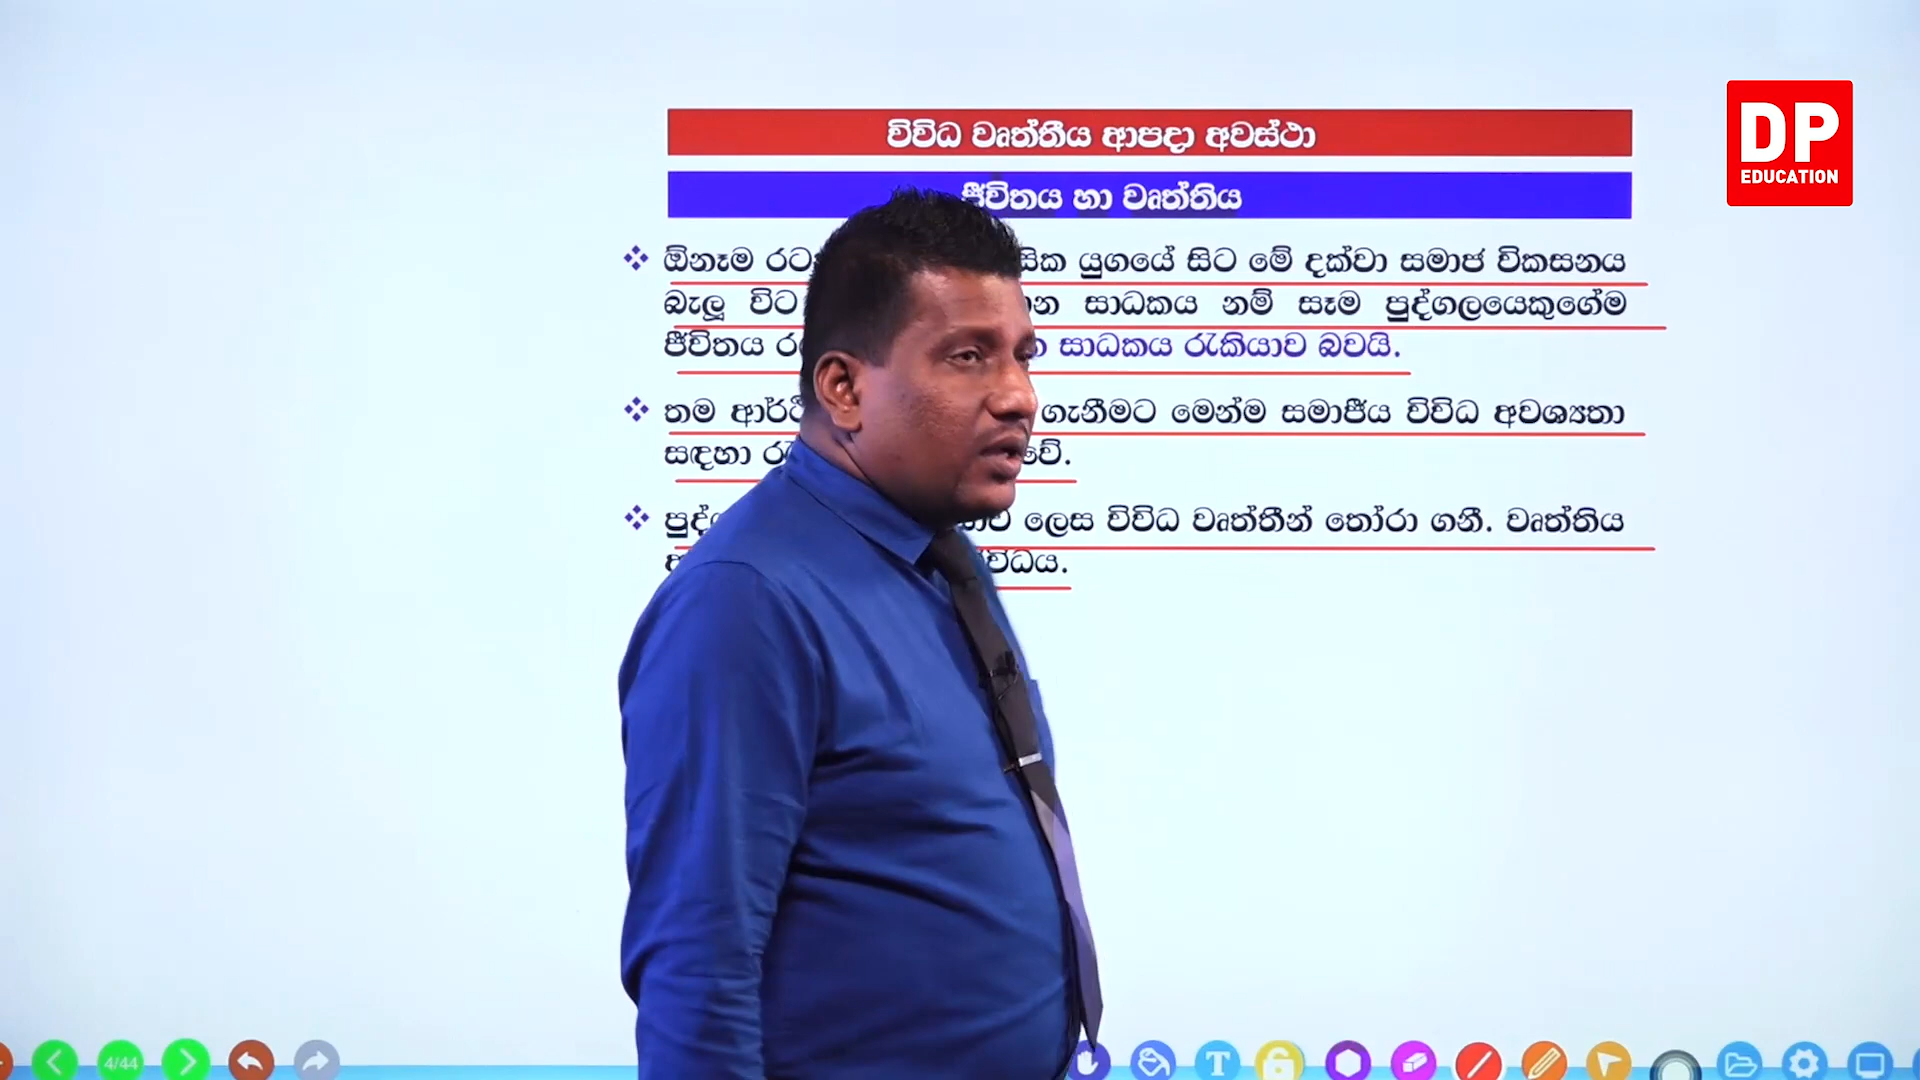 විවිධ වෘත්තීය ආපදා අවස්ථා
DP
EDUCATION
ජීවිතය හා වෘත්තිය
ඕනෑම යුගයේ සිට මේ දක්වා සමාජ විකසනය
බැලූ විට සාධකය නම් සෑම පුද්ගලයෙකුගේම
ජීවිතය සාධකය රැකියාව බවයි.
තම ගැනීමට මෙන්ම සමාජීය විවිධ අවශ්‍යතා
සඳහා
ලෙස විවිධ වෘත්තීන් තෝරා ගනී. වෘත්තිය
4/44
T